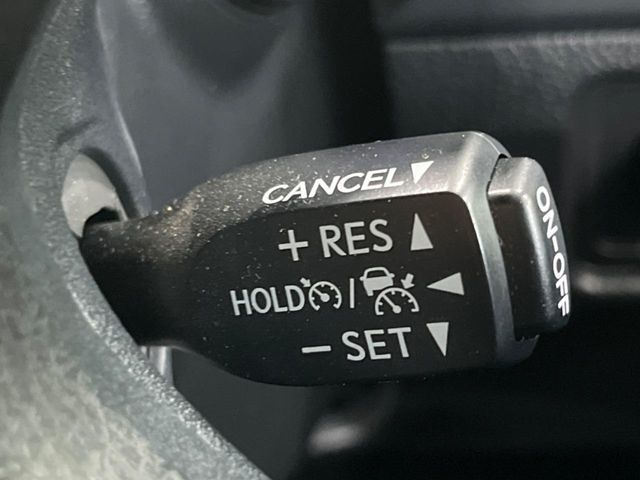 CANCEL ▼
+ RES ▲
HOLD / ◀
− SET ▼
ON-OFF